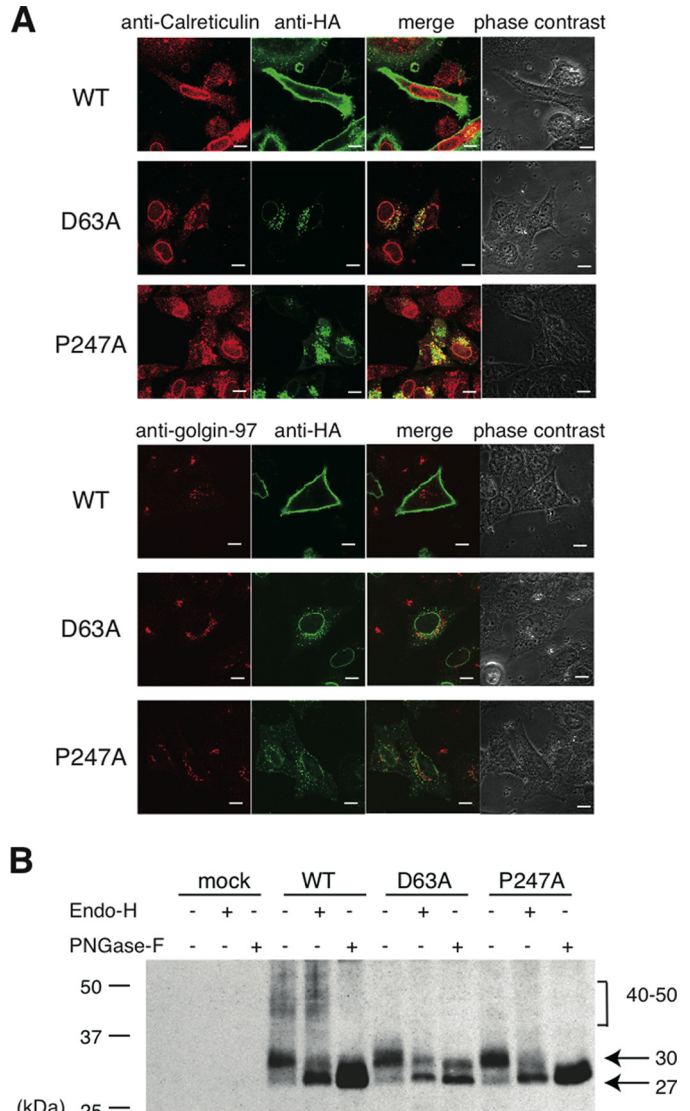 A
anti-Calreticulin anti-HA merge phase contrast
WT
D63A
P247A
anti-golgin-97 anti-HA merge phase contrast
WT
D63A
P247A
B
mock WT D63A P247A
Endo-H - + - - + - - + - - + -
PNGase-F - - + - - + - - + - - +
50
40-50
37
30
27
(kDa) 25